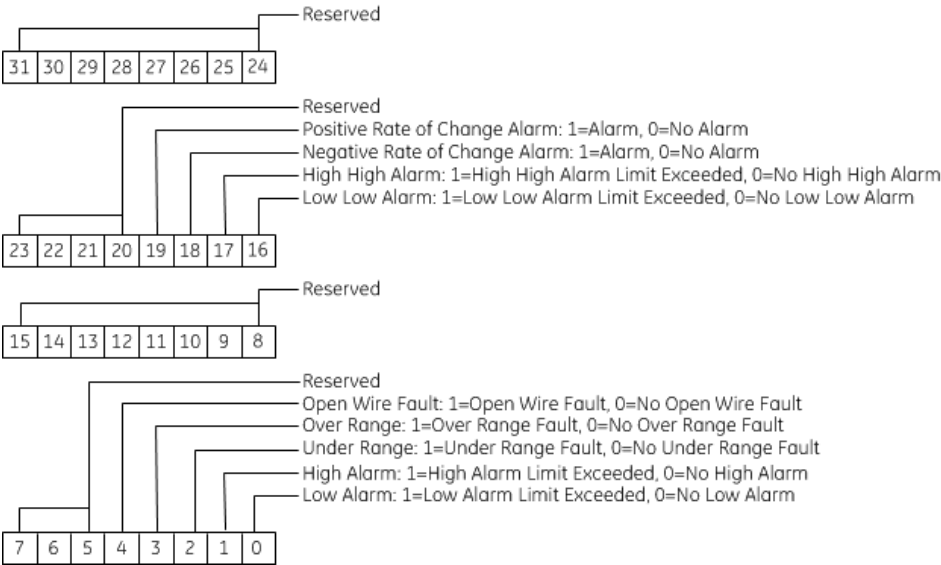 Reserved
31 30 29 28 27 26 25 24
Reserved
Positive Rate of Change Alarm: 1=Alarm, 0=No Alarm
Negative Rate of Change Alarm: 1=Alarm, 0=No Alarm
High High Alarm: 1=High High Alarm Limit Exceeded, 0=No High High Alarm
Low Low Alarm: 1=Low Low Alarm Limit Exceeded, 0=No Low Low Alarm
23 22 21 20 19 18 17 16
Reserved
15 14 13 12 11 10 9 8
Reserved
Open Wire Fault: 1=Open Wire Fault, 0=No Open Wire Fault
Over Range: 1=Over Range Fault, 0=No Over Range Fault
Under Range: 1=Under Range Fault, 0=No Under Range Fault
High Alarm: 1=High Alarm Limit Exceeded, 0=No High Alarm
Low Alarm: 1=Low Alarm Limit Exceeded, 0=No Low Alarm
7 6 5 4 3 2 1 0